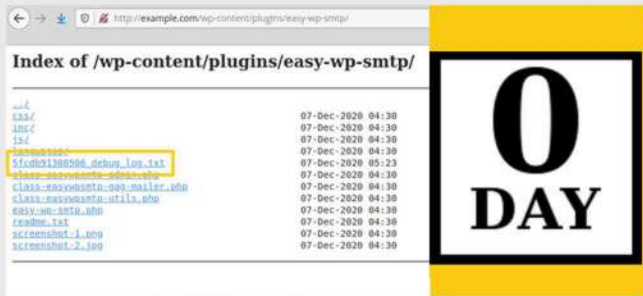 http://example.com/wp-content/plugins/easy-wp-smtp/
Index of /wp-content/plugins/easy-wp-smtp/
../
css/ 07-Dec-2020 04:30
inc/ 07-Dec-2020 04:30
js/ 07-Dec-2020 04:30
languages/ 07-Dec-2020 04:30
5fcdb91308506_debug_log.txt 07-Dec-2020 05:23
class-easywpsmtp-admin.php 07-Dec-2020 04:30
class-easywpsmtp-gag-mailer.php 07-Dec-2020 04:30
class-easywpsmtp-utils.php 07-Dec-2020 04:30
easy-wp-smtp.php 07-Dec-2020 04:30
readme.txt 07-Dec-2020 04:30
screenshot-1.png 07-Dec-2020 04:30
screenshot-2.jpg 07-Dec-2020 04:30
0
DAY